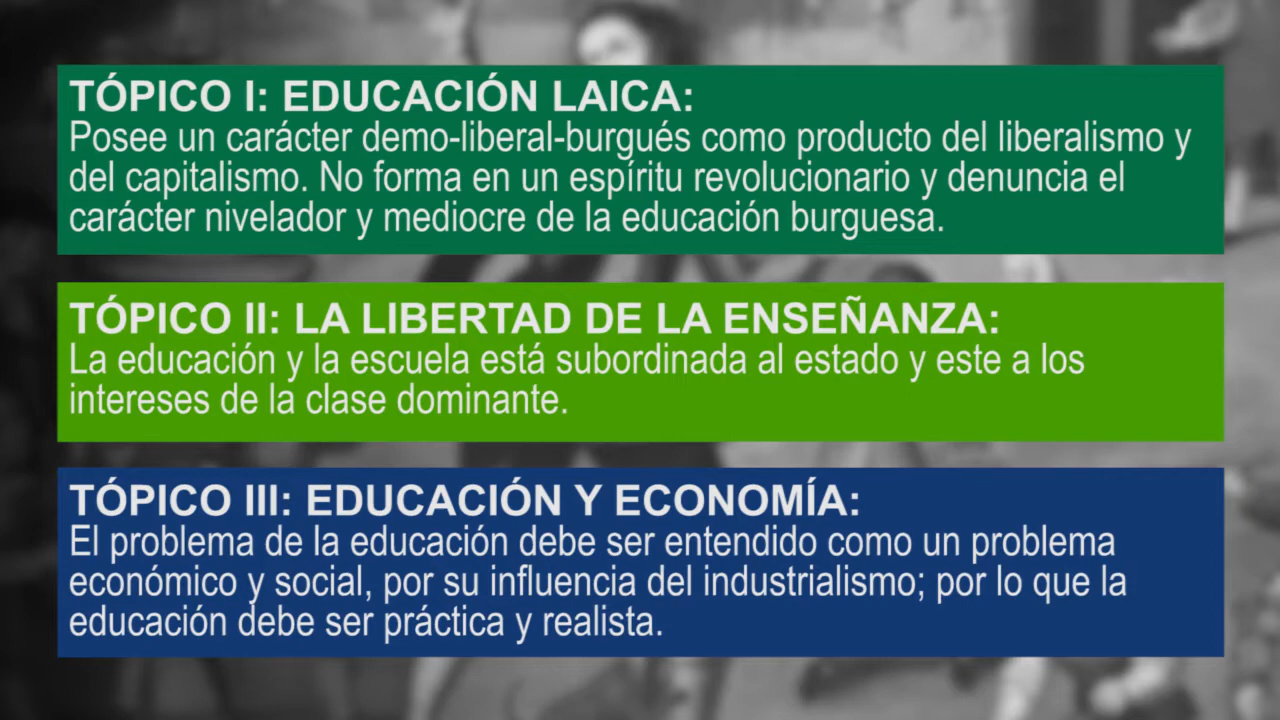 TÓPICO I: EDUCACIÓN LAICA:
Posee un carácter demo-liberal-burgués como producto del liberalismo y
del capitalismo. No forma en un espíritu revolucionario y denuncia el
carácter nivelador y mediocre de la educación burguesa.
TÓPICO II: LA LIBERTAD DE LA ENSEÑANZA:
La educación y la escuela está subordinada al estado y este a los
intereses de la clase dominante.
TÓPICO III: EDUCACIÓN Y ECONOMÍA:
El problema de la educación debe ser entendido como un problema
económico y social, por su influencia del industrialismo; por lo que la
educación debe ser práctica y realista.